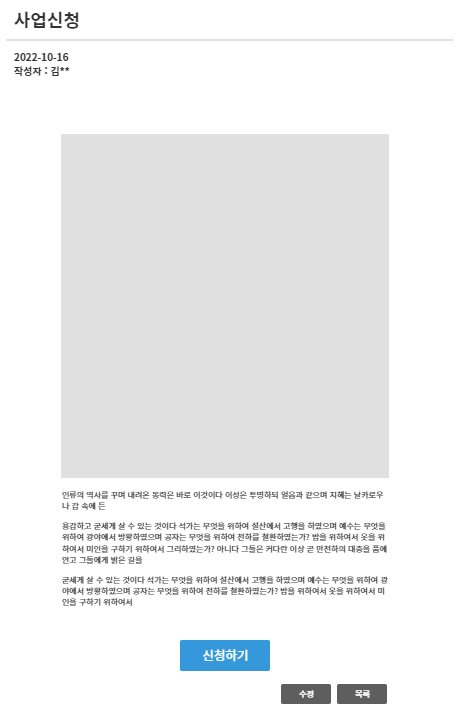 사업신청
2022-10-16
작성자 : 김**
인류의 역사를 꾸며 내려온 동력은 바로 이것이다 이성은 투명하되 얼음과 같으며 지혜는 날카로우
나 갑 속에 든
용감하고 굳세게 살 수 있는 것이다 석가는 무엇을 위하여 설산에서 고행을 하였으며 예수는 무엇을
위하여 광야에서 방황하였으며 공자는 무엇을 위하여 천하를 철환하였는가? 밥을 위하여서 옷을 위
하여서 미인을 구하기 위하여서 그리하였는가? 아니다 그들은 커다란 이상 곧 만천하의 대중을 품에
안고 그들에게 밝은 길을
굳세게 살 수 있는 것이다 석가는 무엇을 위하여 설산에서 고행을 하였으며 예수는 무엇을 위하여 광
야에서 방황하였으며 공자는 무엇을 위하여 천하를 철환하였는가? 밥을 위하여서 옷을 위하여서 미
인을 구하기 위하여서
신청하기
수정
목록